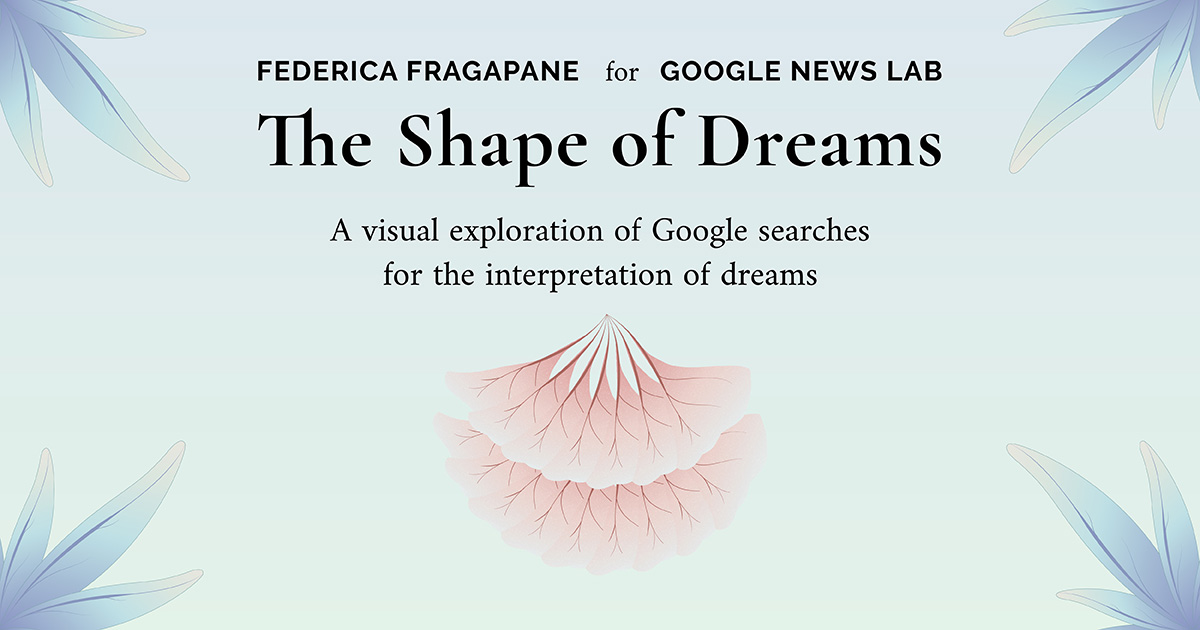 FEDERICA FRAGAPANE for GOOGLE NEWS LAB
The Shape of Dreams
A visual exploration of Google searches
for the interpretation of dreams